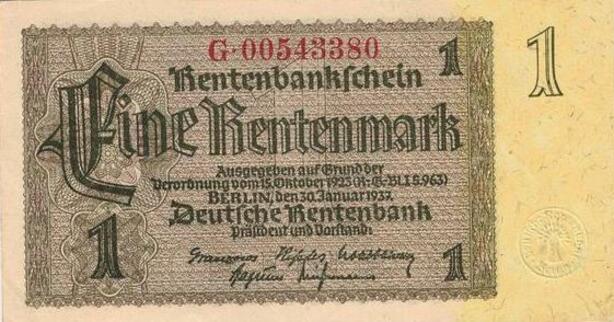 G·00543380
Rentenbankschein 1 1
Eine Rentenmark
Ausgegeben auf Grund der
Verordnung vom 15. Oktober 1923 (R-G-Bl. I S. 963)
BERLIN, den 30. Januar 1937.
Deutsche Rentenbank
Präsident und Vorstand:
1 1